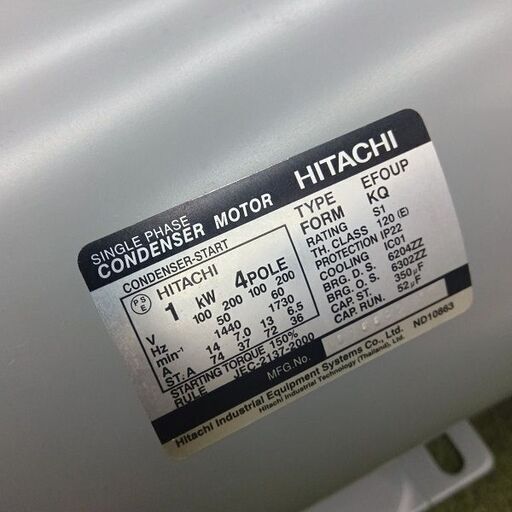 SINGLE PHASE
CONDENSER MOTOR HITACHI
CONDENSER-START
PS E HITACHI
1 KW 4POLE
V 100 200 100 200
Hz 50 60
min⁻¹ 1440 1730
A 14 7.0 13 6.5
ST. A 74 37 72 36
STARTING TORQUE 150%
RULE JEC-2137-2000
TYPE EFOUP
FORM KQ
RATING S1
TH. CLASS 120 (E)
PROTECTION IP22
COOLING IC01
BRG. D. S. 6204ZZ
BRG. O. S. 6302ZZ
CAP. ST. 350μF
CAP. RUN. 52μF
MFG.No.
Hitachi Industrial Equipment Systems Co., Ltd. ND10863
Hitachi Industrial Technology (Thailand), Ltd.